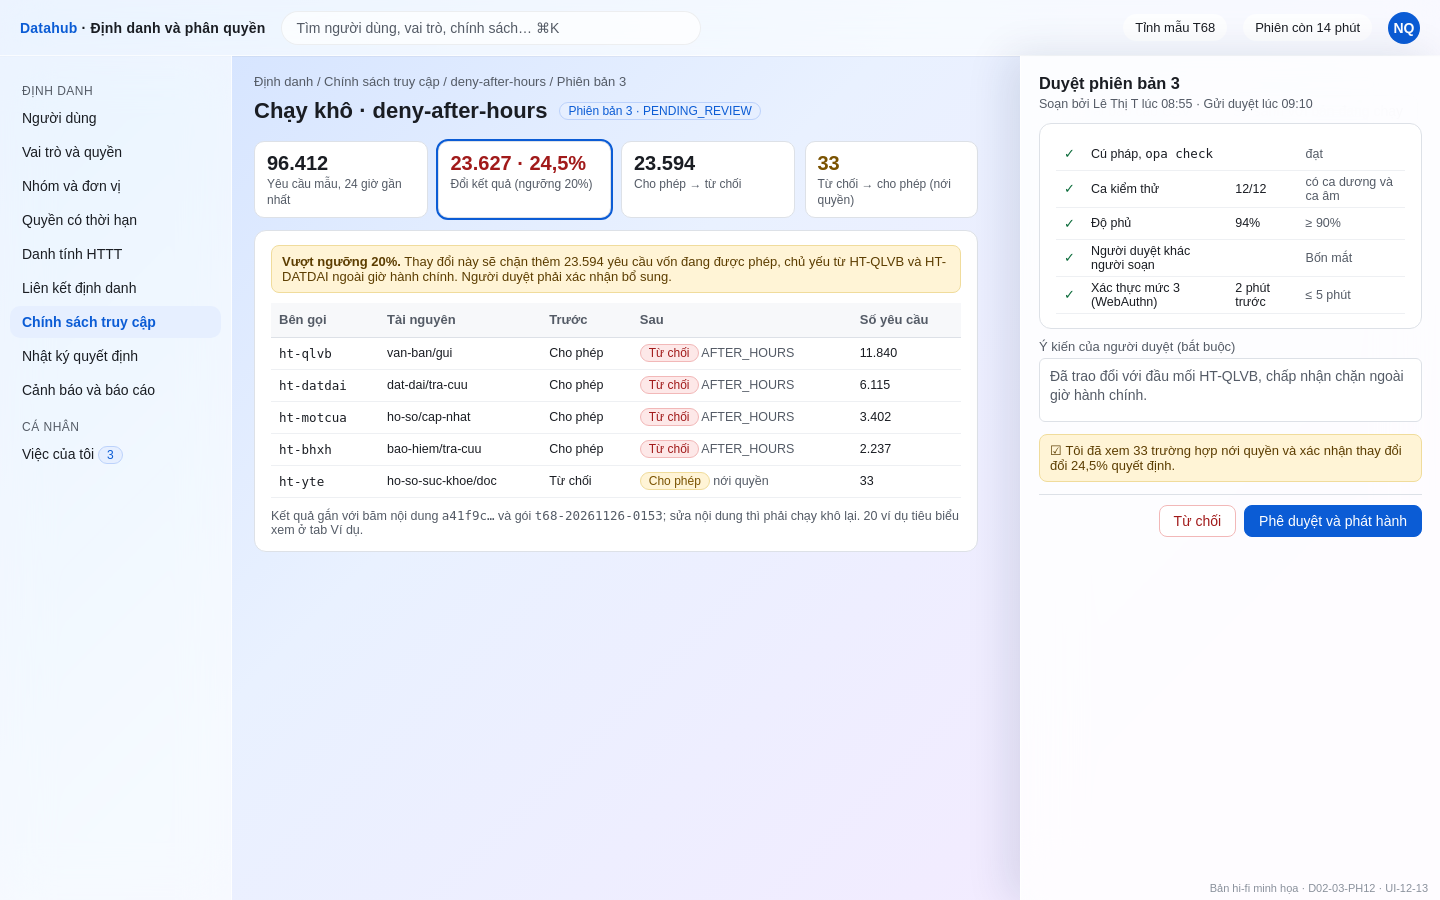 Datahub · Định danh và phân quyền
Tìm người dùng, vai trò, chính sách… ⌘K
Tỉnh mẫu T68
Phiên còn 14 phút
NQ
ĐỊNH DANH
Người dùng
Vai trò và quyền
Nhóm và đơn vị
Quyền có thời hạn
Danh tính HTTT
Liên kết định danh
Chính sách truy cập
Nhật ký quyết định
Cảnh báo và báo cáo
CÁ NHÂN
Việc của tôi 3
Định danh / Chính sách truy cập / deny-after-hours / Phiên bản 3
Chạy khô · deny-after-hours Phiên bản 3 · PENDING_REVIEW
96.412
Yêu cầu mẫu, 24 giờ gần
nhất
23.627 · 24,5%
Đổi kết quả (ngưỡng 20%)
23.594
Cho phép → từ chối
33
Từ chối → cho phép (nới
quyền)
Vượt ngưỡng 20%. Thay đổi này sẽ chặn thêm 23.594 yêu cầu vốn đang được phép, chủ yếu từ HT-QLVB và HT-
DATDAI ngoài giờ hành chính. Người duyệt phải xác nhận bổ sung.
Bên gọi Tài nguyên Trước Sau Số yêu cầu
ht-qlvb van-ban/gui Cho phép Từ chối AFTER_HOURS 11.840
ht-datdai dat-dai/tra-cuu Cho phép Từ chối AFTER_HOURS 6.115
ht-motcua ho-so/cap-nhat Cho phép Từ chối AFTER_HOURS 3.402
ht-bhxh bao-hiem/tra-cuu Cho phép Từ chối AFTER_HOURS 2.237
ht-yte ho-so-suc-khoe/doc Từ chối Cho phép nới quyền 33
Kết quả gắn với băm nội dung a41f9c… và gói t68-20261126-0153; sửa nội dung thì phải chạy khô lại. 20 ví dụ tiêu biểu
xem ở tab Ví dụ.
Duyệt phiên bản 3
Soạn bởi Lê Thị T lúc 08:55 · Gửi duyệt lúc 09:10
✓ Cú pháp, opa check đạt
✓ Ca kiểm thử 12/12 có ca dương và
ca âm
✓ Độ phủ 94% ≥ 90%
✓ Người duyệt khác
người soạn Bốn mắt
✓ Xác thực mức 3
(WebAuthn) 2 phút
trước ≤ 5 phút
Ý kiến của người duyệt (bắt buộc)
Đã trao đổi với đầu mối HT-QLVB, chấp nhận chặn ngoài
giờ hành chính.
☑ Tôi đã xem 33 trường hợp nới quyền và xác nhận thay đổi
đổi 24,5% quyết định.
Từ chối
Phê duyệt và phát hành
Bản hi-fi minh họa · D02-03-PH12 · UI-12-13